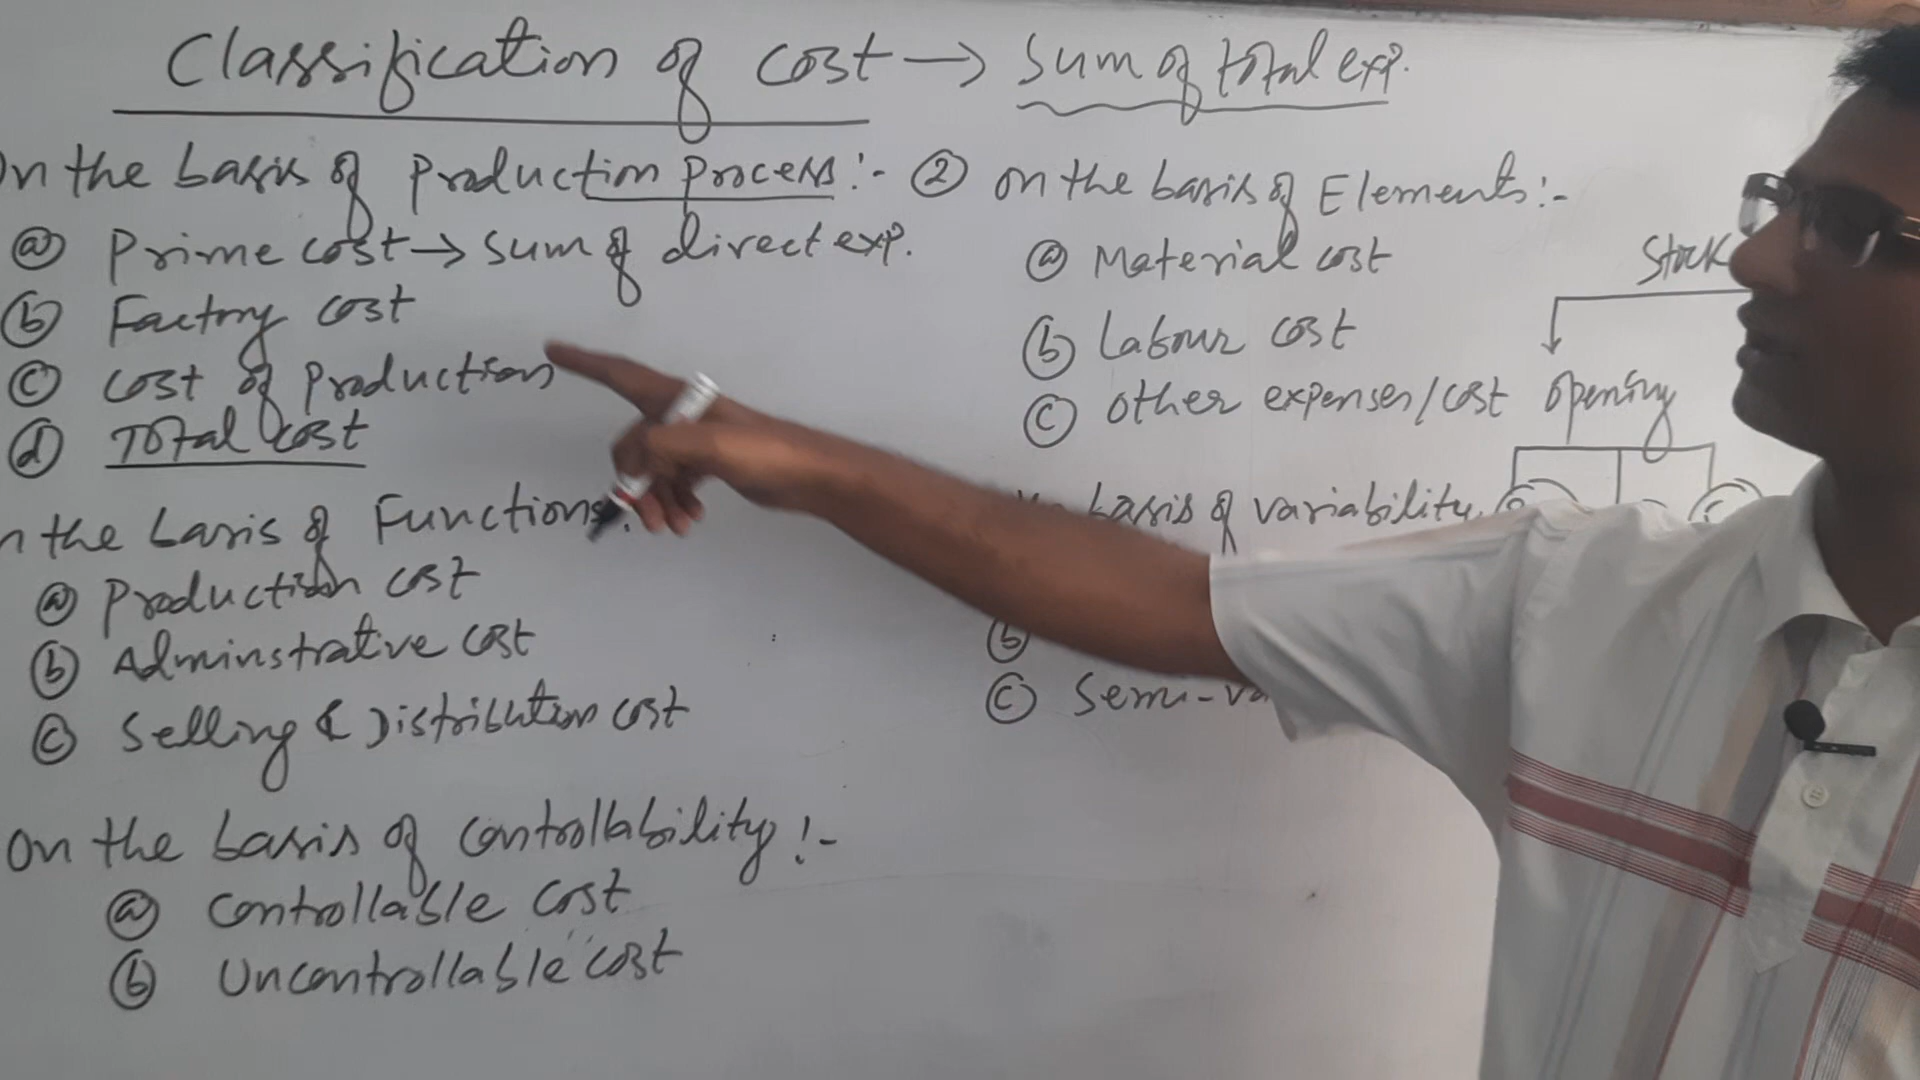 Classification of cost → sum of total exp.
n the basis of production process:-
ⓐ Prime cost → sum of direct exp.
ⓑ Factory cost
ⓒ cost of production
ⓓ Total cost
n the basis of Functions:
ⓐ production cost
ⓑ Adminstrative cost
ⓒ Selling & Distribution cost
On the basis of controllability:-
ⓐ controllable cost
ⓑ Uncontrollable cost
② on the basis of Elements:-
ⓐ Material cost
ⓑ Labour cost
ⓒ other expenses/cost
basis of variability
ⓑ
ⓒ Semi-va
Stock
opening